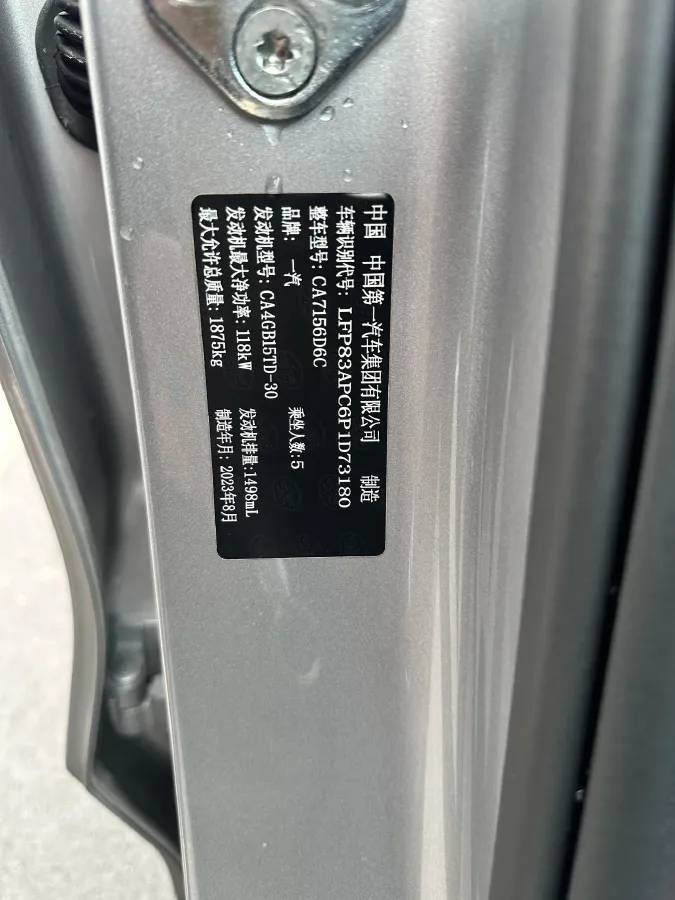 中国 中国第一汽车集团有限公司 制造
车辆识别代号: LFP83APC6P1D73180
整车型号: CA7156D6C
品牌: 一汽 乘坐人数:5
发动机型号: CA4GB15TD-30 发动机排量:1498mL
发动机最大净功率: 118kW 制造年月: 2023年8月
最大允许总质量: 1875kg